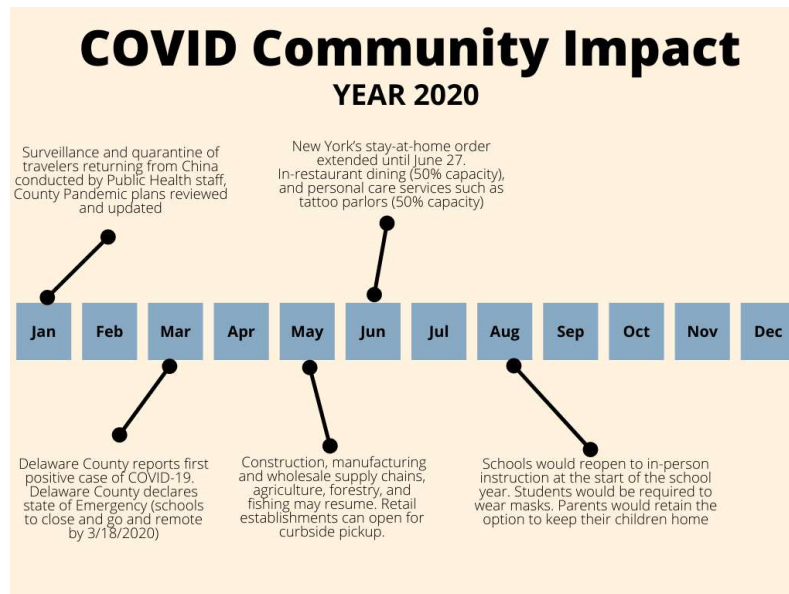 COVID Community Impact
YEAR 2020
Surveillance and quarantine of
travelers returning from China
conducted by Public Health staff,
County Pandemic plans reviewed
and updated
New York's stay-at-home order
extended until June 27.
In-restaurant dining (50% capacity),
and personal care services such as
tattoo parlors (50% capacity)
Jan
Feb
Mar
Apr
May
Jun
Jul
Aug
Sep
Oct
Nov
Dec
Delaware County reports first
positive case of COVID-19.
Delaware County declares
state of Emergency (schools
to close and go and remote
by 3/18/2020)
Construction, manufacturing
and wholesale supply chains,
agriculture, forestry, and
fishing may resume. Retail
establishments can open for
curbside pickup.
Schools would reopen to in-person
instruction at the start of the school
year. Students would be required to
wear masks. Parents would retain the
option to keep their children home